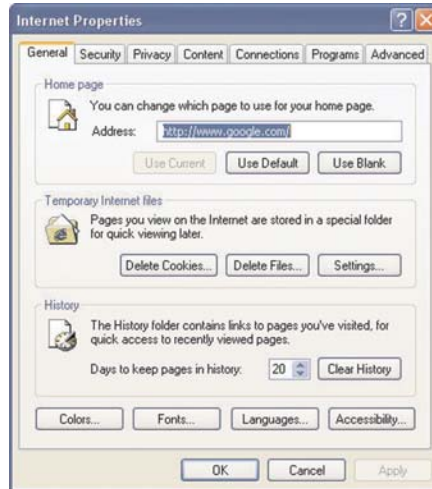 Internet Properties
General Security Privacy Content Connections Programs Advanced
Home page
You can change which page to use for your home page.
Address: http://www.google.com/
Use Current Use Default Use Blank
Temporary Internet files
Pages you view on the Internet are stored in a special folder
for quick viewing later.
Delete Cookies... Delete Files... Settings...
History
The History folder contains links to pages you've visited, for
quick access to recently viewed pages.
Days to keep pages in history: 20 Clear History
Colors... Fonts... Languages... Accessibility...
OK Cancel Apply